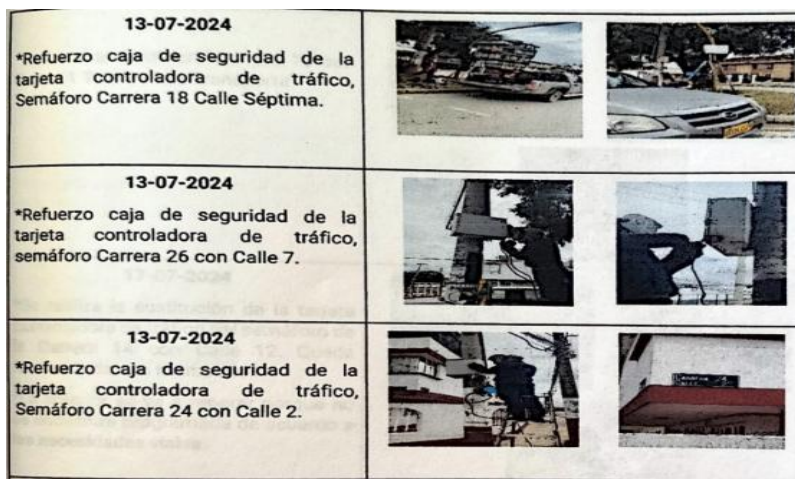 13-07-2024
*Refuerzo caja de seguridad de la
tarjeta controladora de tráfico,
Semáforo Carrera 18 Calle Séptima.
13-07-2024
*Refuerzo caja de seguridad de la
tarjeta controladora de tráfico,
semáforo Carrera 26 con Calle 7.
13-07-2024
*Refuerzo caja de seguridad de la
tarjeta controladora de tráfico,
Semáforo Carrera 24 con Calle 2.